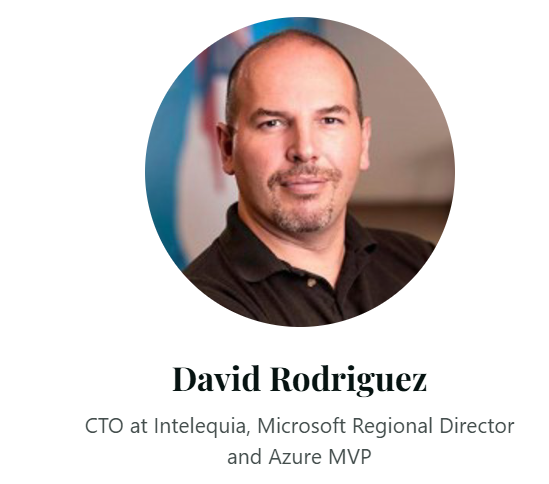 David Rodriguez
CTO at Intelequia, Microsoft Regional Director
and Azure MVP